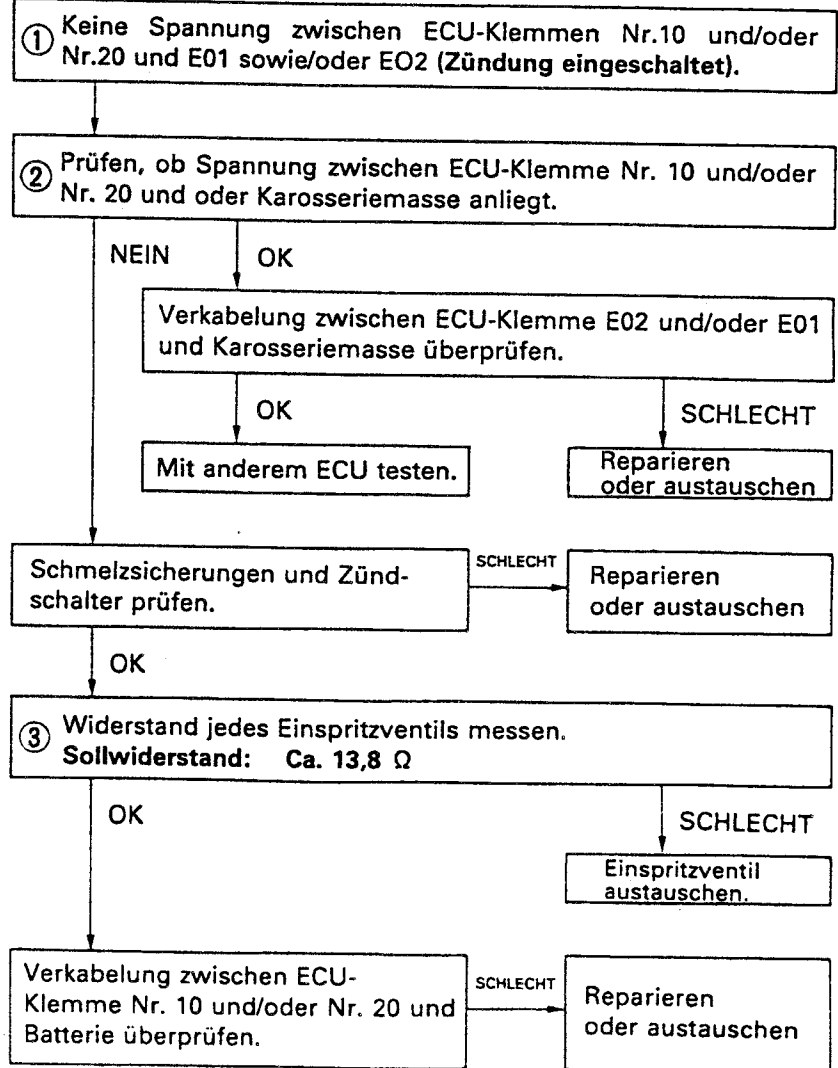 ① Keine Spannung zwischen ECU-Klemmen Nr.10 und/oder
Nr.20 und E01 sowie/oder EO2 (Zündung eingeschaltet).
② Prüfen, ob Spannung zwischen ECU-Klemme Nr. 10 und/oder
Nr. 20 und oder Karosseriemasse anliegt.
NEIN
OK
Verkabelung zwischen ECU-Klemme E02 und/oder E01
und Karosseriemasse überprüfen.
OK
SCHLECHT
Mit anderem ECU testen.
Reparieren
oder austauschen
Schmelzsicherungen und Zünd-
schalter prüfen.
SCHLECHT
Reparieren
oder austauschen
OK
③ Widerstand jedes Einspritzventils messen.
Sollwiderstand: Ca. 13,8 Ω
OK
SCHLECHT
Einspritzventil
austauschen.
Verkabelung zwischen ECU-
Klemme Nr. 10 und/oder Nr. 20 und
Batterie überprüfen.
SCHLECHT
Reparieren
oder austauschen